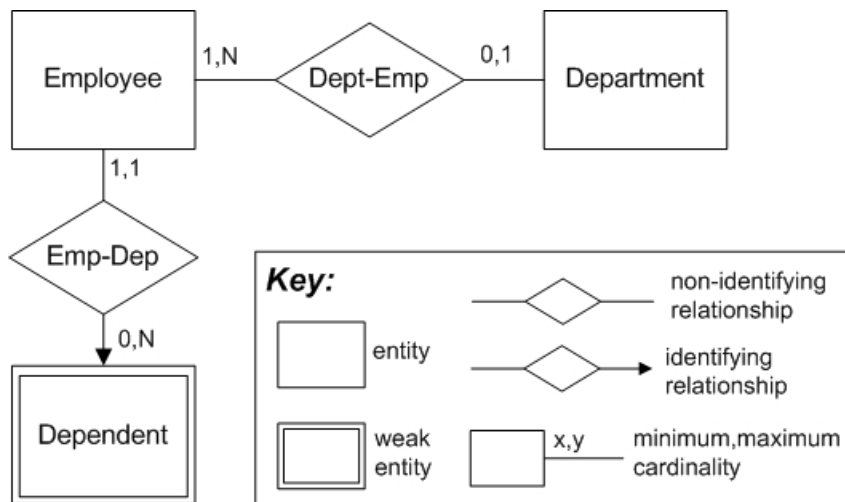 Employee
1,N
Dept-Emp
0,1
Department
1,1
Emp-Dep
0,N
Dependent
Key:
entity
weak
entity
non-identifying
relationship
identifying
relationship
x,y
minimum,maximum
cardinality